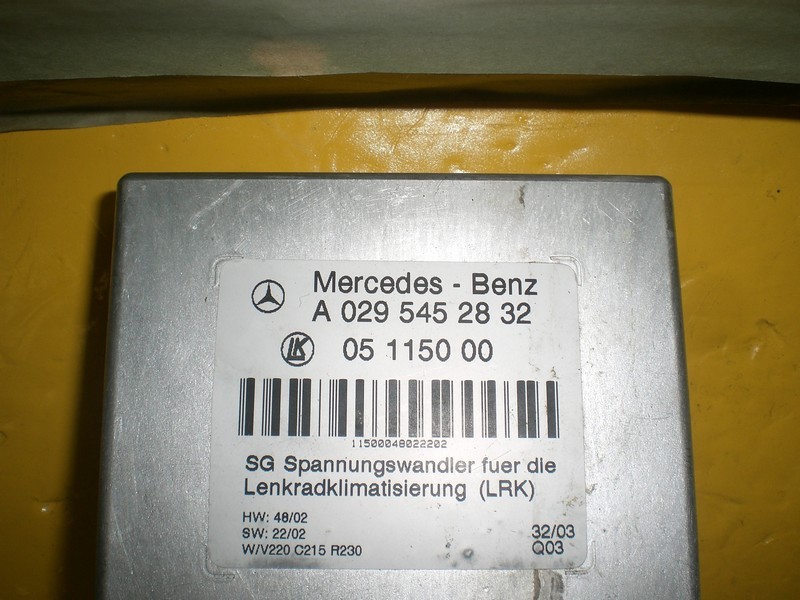 Mercedes - Benz
A 029 545 28 32
LK 05 1150 00
11500048022202
SG Spannungswandler fuer die
Lenkradklimatisierung (LRK)
HW: 48/02
SW: 22/02 32/03
W/V220 C215 R230 Q03